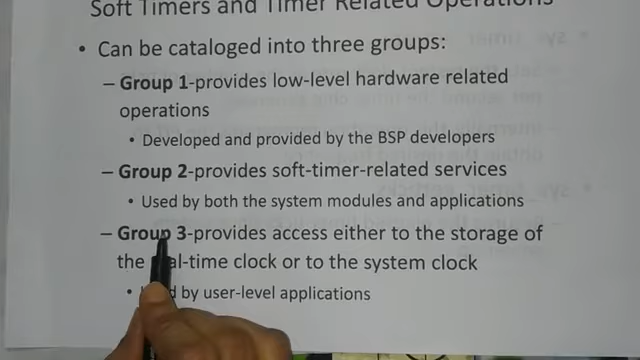 Soft Timers and Timer Related Operations
• Can be cataloged into three groups:
– Group 1-provides low-level hardware related
operations
• Developed and provided by the BSP developers
– Group 2-provides soft-timer-related services
• Used by both the system modules and applications
– Group 3-provides access either to the storage of
the real-time clock or to the system clock
• Used by user-level applications